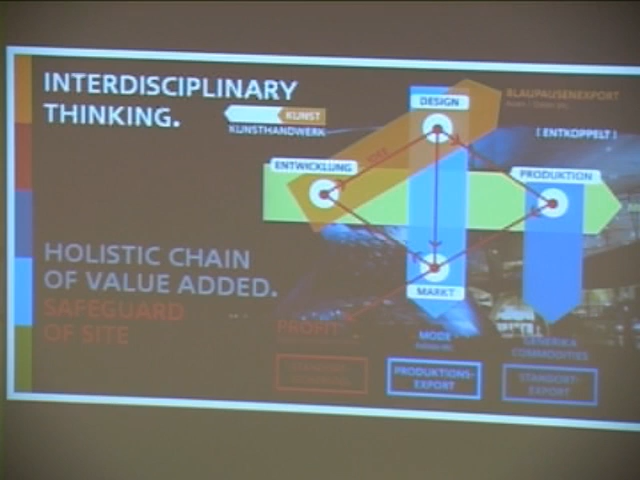 INTERDISCIPLINARY
THINKING.
KUNST
KUNSTHANDWERK
DESIGN
BLAUPAUSENEXPORT
[ENTKOPPELT]
ENTWICKLUNG
IDEE
PRODUKTION
HOLISTIC CHAIN
OF VALUE ADDED.
SAFEGUARD
OF SITE
MARKT
PROFIT
MODE
GENERIKA
COMMODITIES
PRODUKTIONS-
EXPORT
STANDORT-
EXPORT